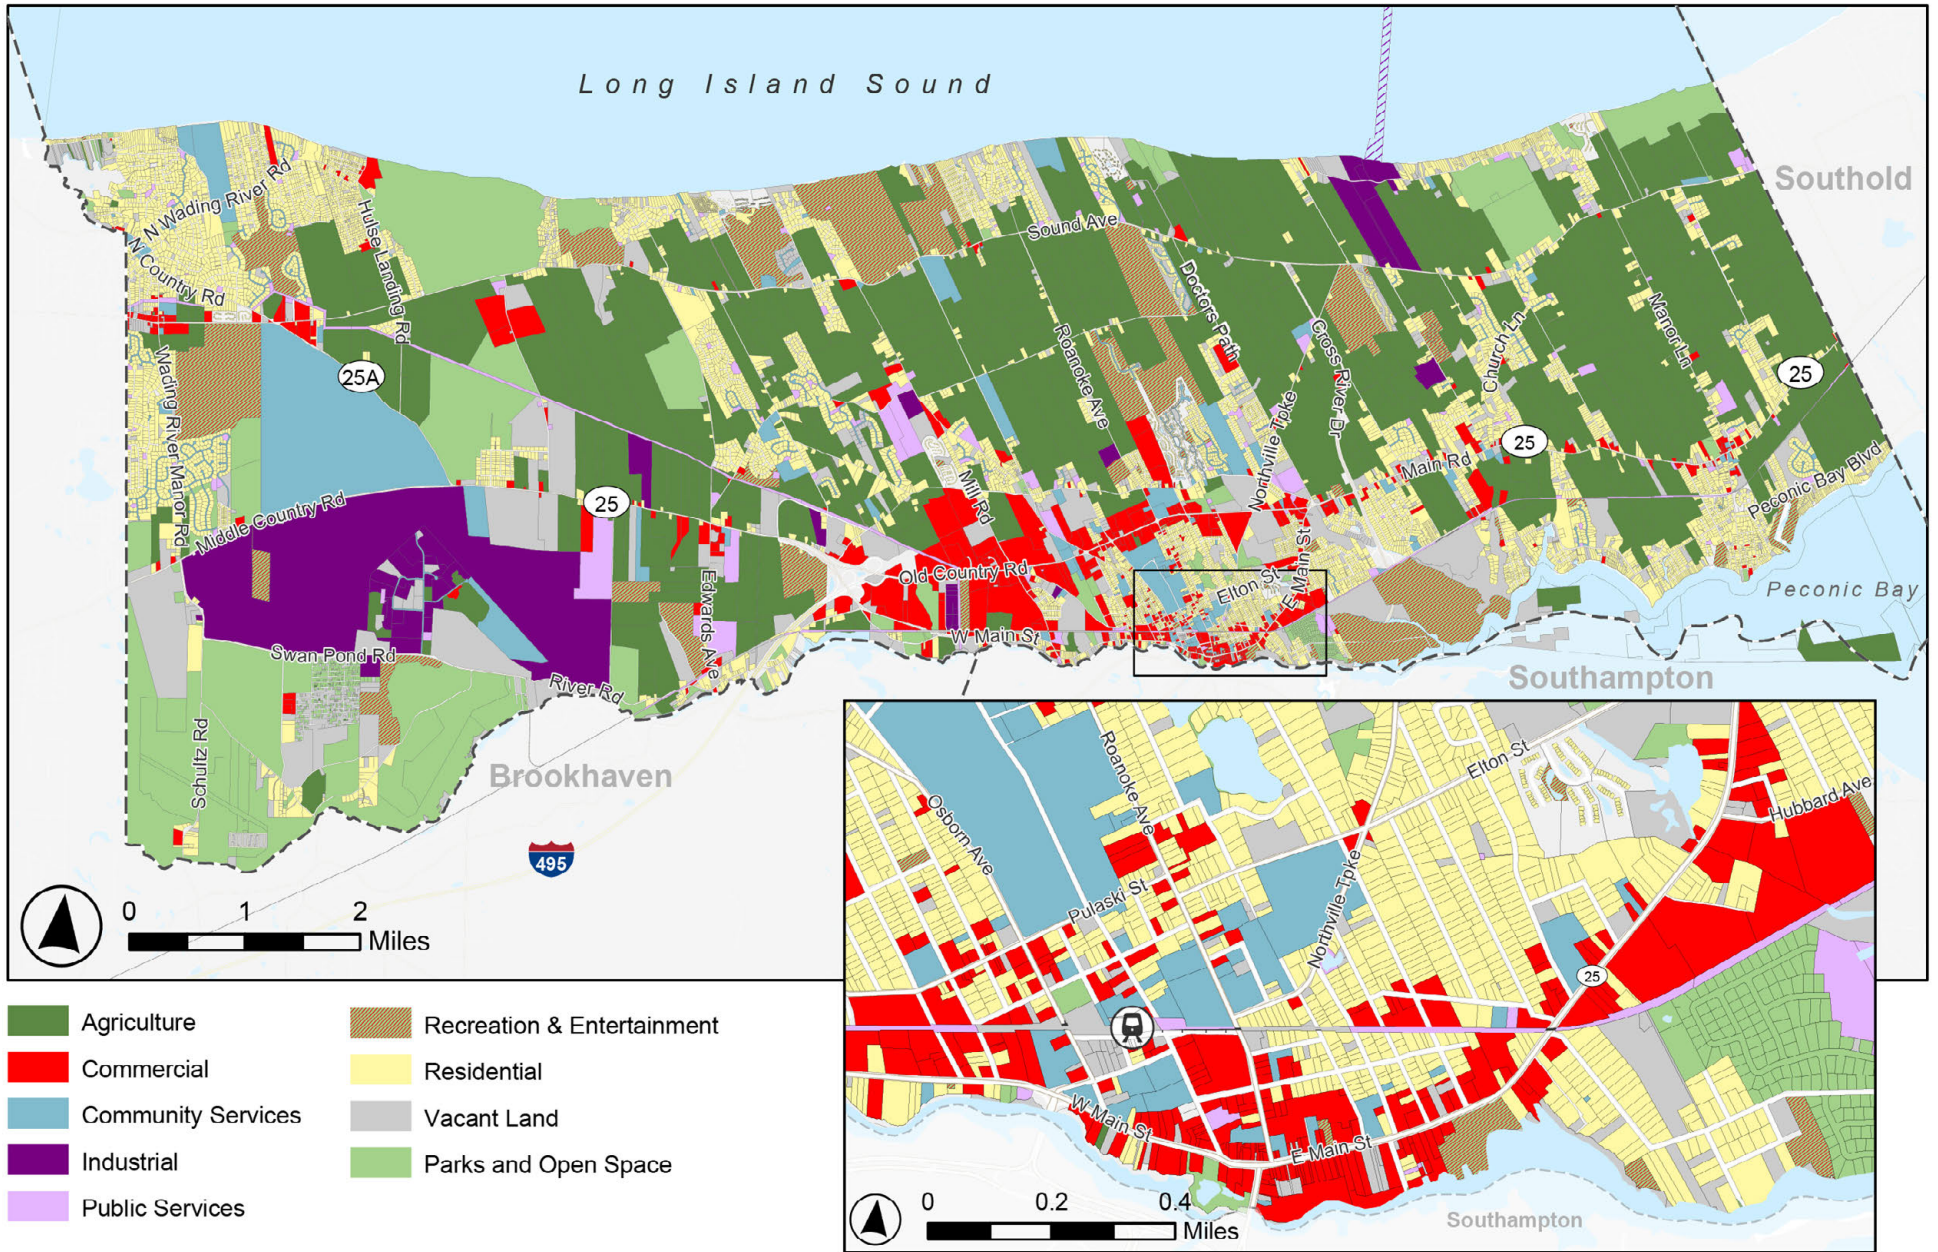 Long Island Sound
Southold
N Wading River Rd
Hulse Landing Rd
Sound Ave
N Country Rd
Doctors Path
Manor Ln
Cross River Dr
Church Ln
Roanoke Ave
25A
25
Wading River Manor Rd
Northville Tpke
25
Main Rd
Mill Rd
Peconic Bay Blvd
25
Middle Country Rd
Old Country Rd
E Main St
Elton St
Edwards Ave
Peconic Bay
W Main St
Swan Pond Rd
River Rd
Southampton
Schultz Rd
Brookhaven
495
0 1 2
Miles
Elton St
Roanoke Ave
Hubbard Ave
Osborn Ave
Pulaski St
Northville Tpke
25
W Main St
E Main St
0 0.2 0.4
Miles
Southampton
Agriculture
Commercial
Community Services
Industrial
Public Services
Recreation & Entertainment
Residential
Vacant Land
Parks and Open Space